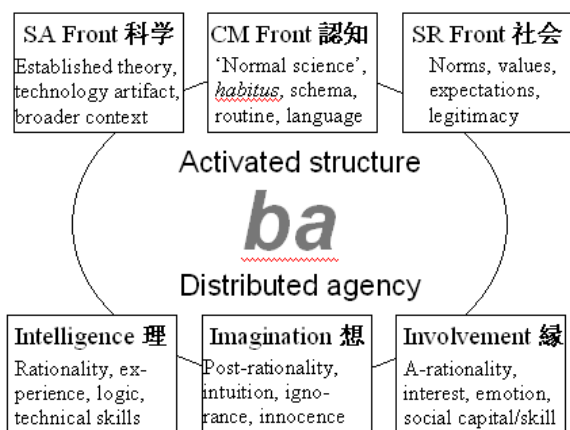 SA Front 科学
Established theory,
technology artifact,
broader context
CM Front 認知
‘Normal science’,
habitus, schema,
routine, language
SR Front 社会
Norms, values,
expectations,
legitimacy
Activated structure
ba
Distributed agency
Intelligence 理
Rationality, ex-
perience, logic,
technical skills
Imagination 想
Post-rationality,
intuition, igno-
rance, innocence
Involvement 縁
A-rationality,
interest, emotion,
social capital/skill